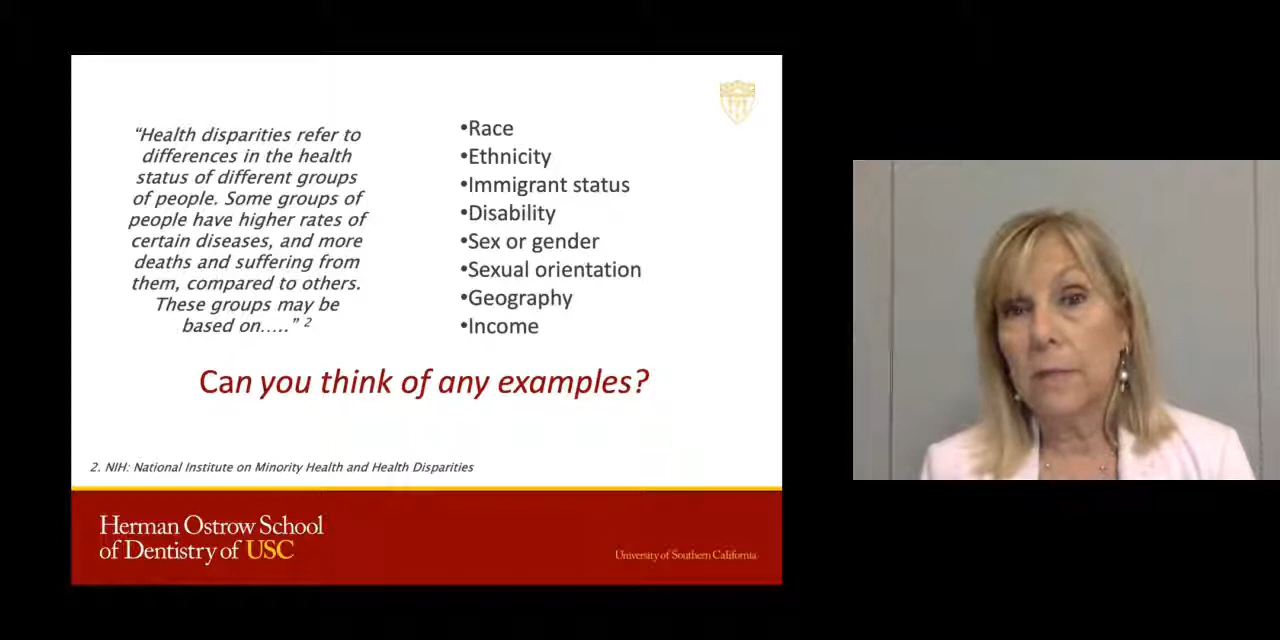 “Health disparities refer to
differences in the health
status of different groups
of people. Some groups of
people have higher rates of
certain diseases, and more
deaths and suffering from
them, compared to others.
These groups may be
based on…..” 2
•Race
•Ethnicity
•Immigrant status
•Disability
•Sex or gender
•Sexual orientation
•Geography
•Income
Can you think of any examples?
2. NIH: National Institute on Minority Health and Health Disparities
Herman Ostrow School
of Dentistry of USC
University of Southern California